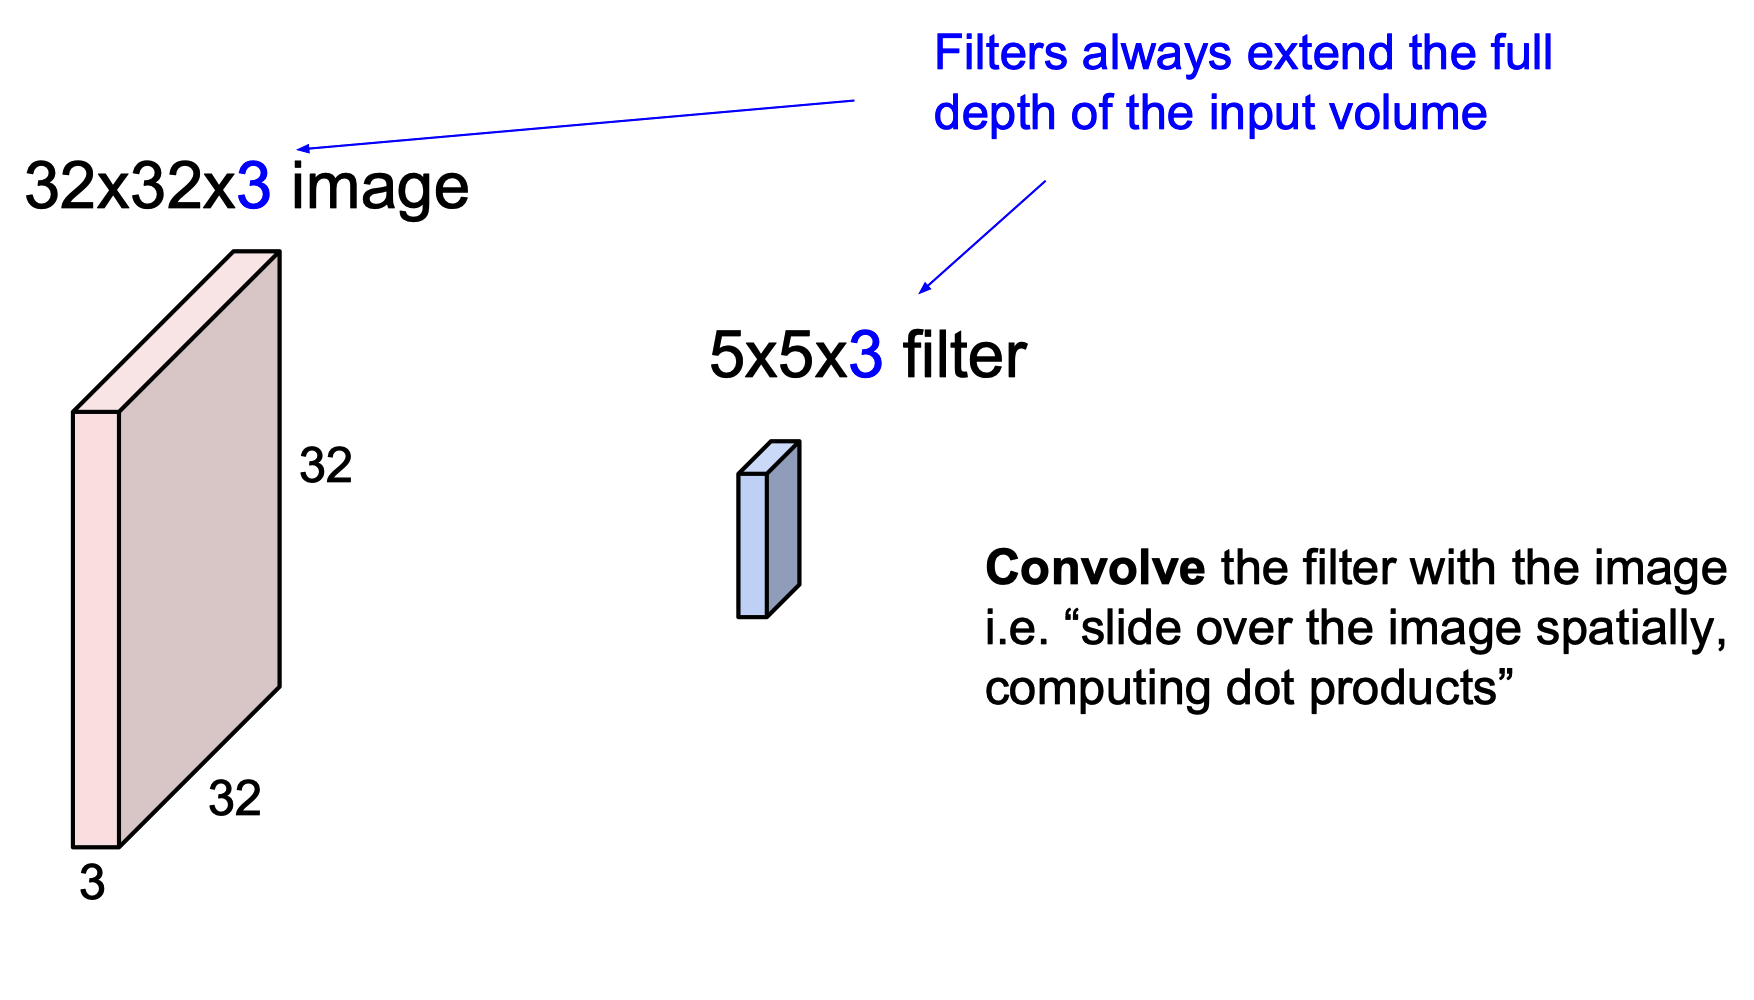 Filters always extend the full
depth of the input volume
32x32x3 image
5x5x3 filter
32
32
3
Convolve the filter with the image
i.e. “slide over the image spatially,
computing dot products”